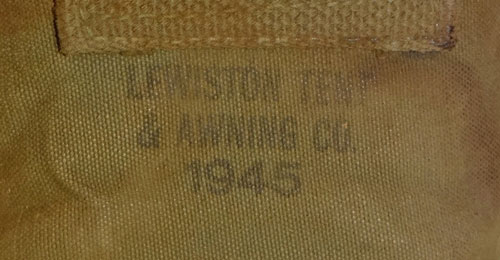 LEWISTON TENT
& AWNING CO.
1945